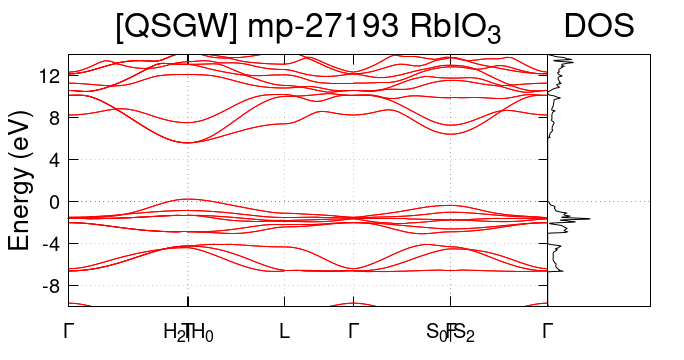 [QSGW] mp-27193 RbIO3 DOS
Energy (eV)
12
8
4
0
-4
-8
Γ H2 T H0 L Γ S0 F S2 Γ